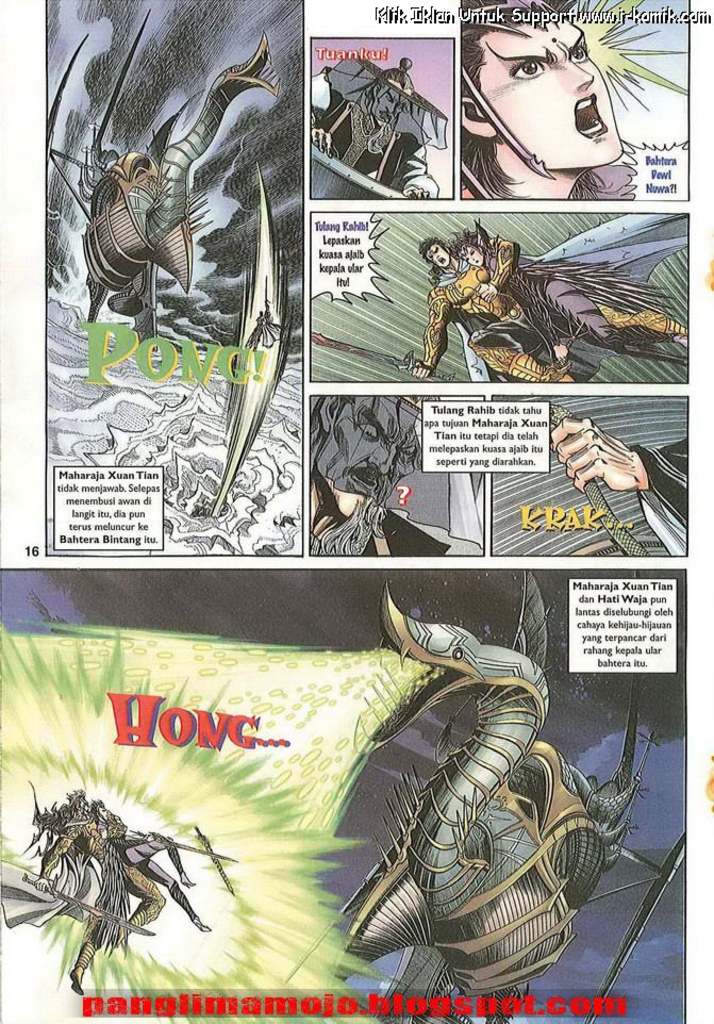 Klik Iklan Untuk Support www.i-komik.com
PONG!
Maharaja Xuan Tian
tidak menjawab. Selepas
menembusi awan di
langit itu, dia pun
terus meluncur ke
Bahtera Bintang itu.
16
Tuanku!
Bahtera
Dewi
Nuwa?!
Tulang Rahib!
Lepaskan
kuasa ajaib
kepala ular
itu!
?
Tulang Rahib tidak tahu
apa tujuan Maharaja Xuan
Tian itu tetapi dia telah
melepaskan kuasa ajaib itu
seperti yang diarahkan.
KRAK...
Maharaja Xuan Tian
dan Hati Waja pun
lantas diselubungi oleh
cahaya kehijau-hijauan
yang terpancar dari
rahang kepala ular
bahtera itu.
HONG...
panglimamojo.blogspot.com